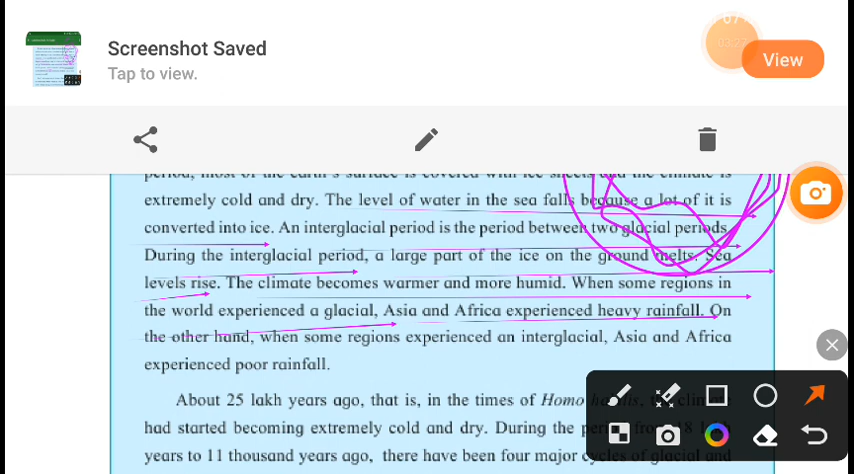 Screenshot Saved
Tap to view.
View
period, most of the earth's surface is covered with ice sheets and the climate is
extremely cold and dry. The level of water in the sea falls because a lot of it is
converted into ice. An interglacial period is the period between two glacial periods.
During the interglacial period, a large part of the ice on the ground melts. Sea
levels rise. The climate becomes warmer and more humid. When some regions in
the world experienced a glacial, Asia and Africa experienced heavy rainfall. On
the other hand, when some regions experienced an interglacial, Asia and Africa
experienced poor rainfall.
About 25 lakh years ago, that is, in the times of Homo
had started becoming extremely cold and dry. During the
years to 11 thousand years ago, there have been four major cycles of glacial and